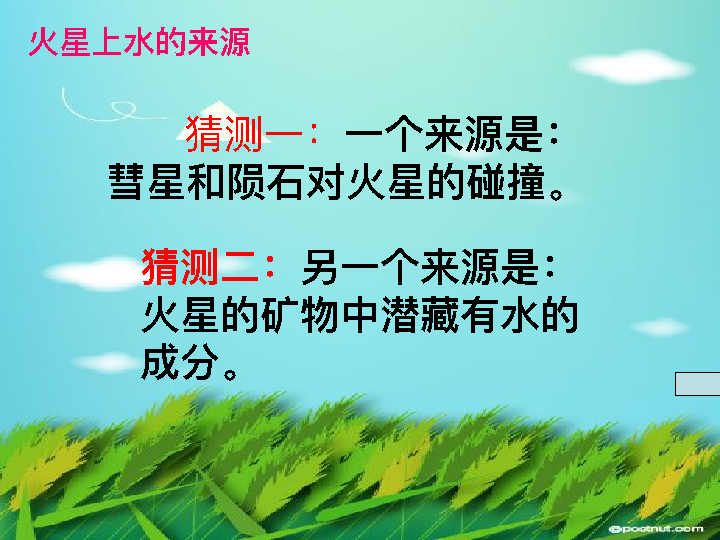 火星上水的来源
猜测一：一个来源是：
彗星和陨石对火星的碰撞。
猜测二：另一个来源是：
火星的矿物中潜藏有水的
成分。
@pootnut.com